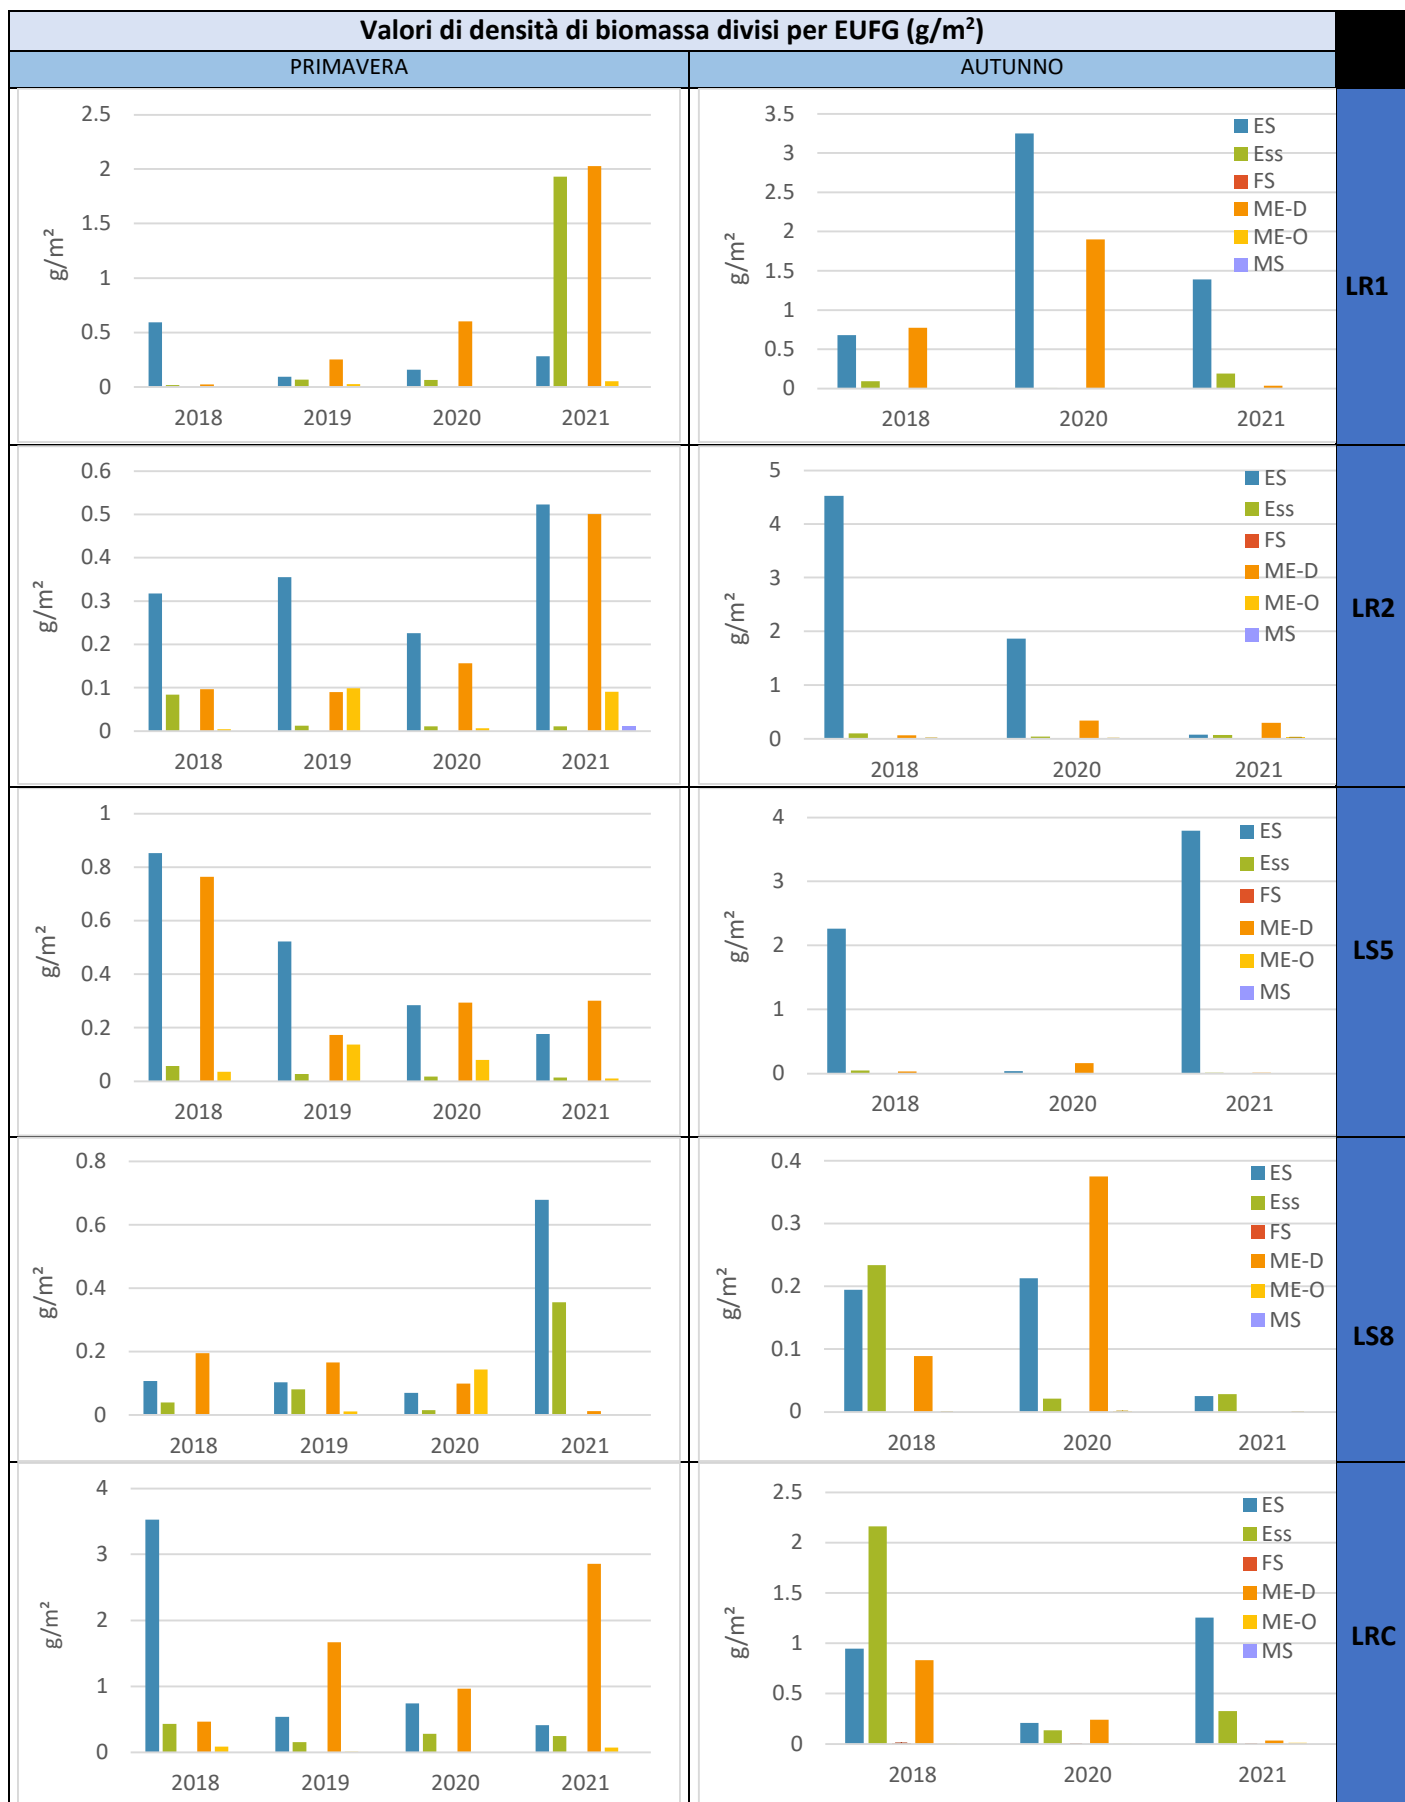 Valori di densità di biomassa divisi per EUFG (g/m²)
PRIMAVERA
AUTUNNO
2.5
2
1.5
1
0.5
0
g/m²
2018 2019 2020 2021
3.5
3
2.5
2
1.5
1
0.5
0
g/m²
2018 2020 2021
ES
Ess
FS
ME-D
ME-O
MS
LR1
0.6
0.5
0.4
0.3
0.2
0.1
0
g/m²
2018 2019 2020 2021
5
4
3
2
1
0
g/m²
2018 2020 2021
ES
Ess
FS
ME-D
ME-O
MS
LR2
1
0.8
0.6
0.4
0.2
0
g/m²
2018 2019 2020 2021
4
3
2
1
0
g/m²
2018 2020 2021
ES
Ess
FS
ME-D
ME-O
MS
LS5
0.8
0.6
0.4
0.2
0
g/m²
2018 2019 2020 2021
0.4
0.3
0.2
0.1
0
g/m²
2018 2020 2021
ES
Ess
FS
ME-D
ME-O
MS
LS8
4
3
2
1
0
g/m²
2018 2019 2020 2021
2.5
2
1.5
1
0.5
0
g/m²
2018 2020 2021
ES
Ess
FS
ME-D
ME-O
MS
LRC